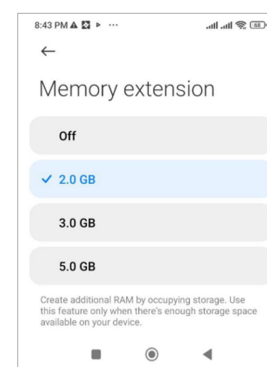 8:43 PM
68
Memory extension
Off
2.0 GB
3.0 GB
5.0 GB
Create additional RAM by occupying storage. Use
this feature only when there's enough storage space
available on your device.